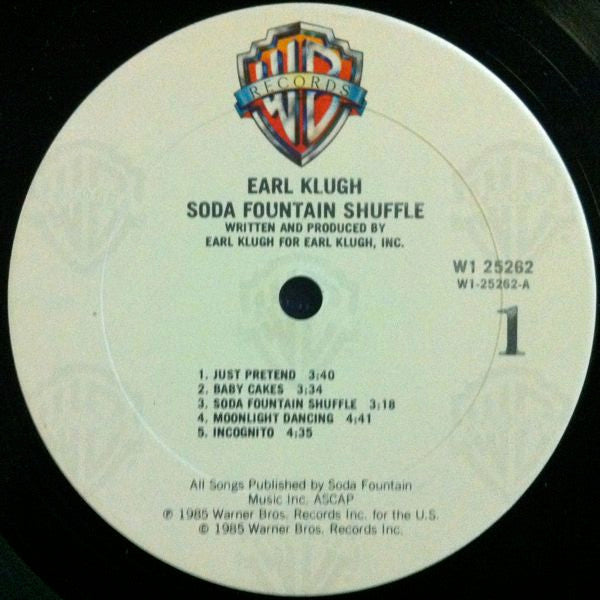 WB
RECORDS
EARL KLUGH
SODA FOUNTAIN SHUFFLE
WRITTEN AND PRODUCED BY
EARL KLUGH FOR EARL KLUGH, INC.
W1 25262
W1-25262-A
1
1. JUST PRETEND 3:40
2. BABY CAKES 3:34
3. SODA FOUNTAIN SHUFFLE 3:18
4. MOONLIGHT DANCING 4:41
5. INCOGNITO 4:35
All Songs Published by Soda Fountain
Music Inc. ASCAP
℗ 1985 Warner Bros. Records Inc. for the U.S.
© 1985 Warner Bros. Records Inc.